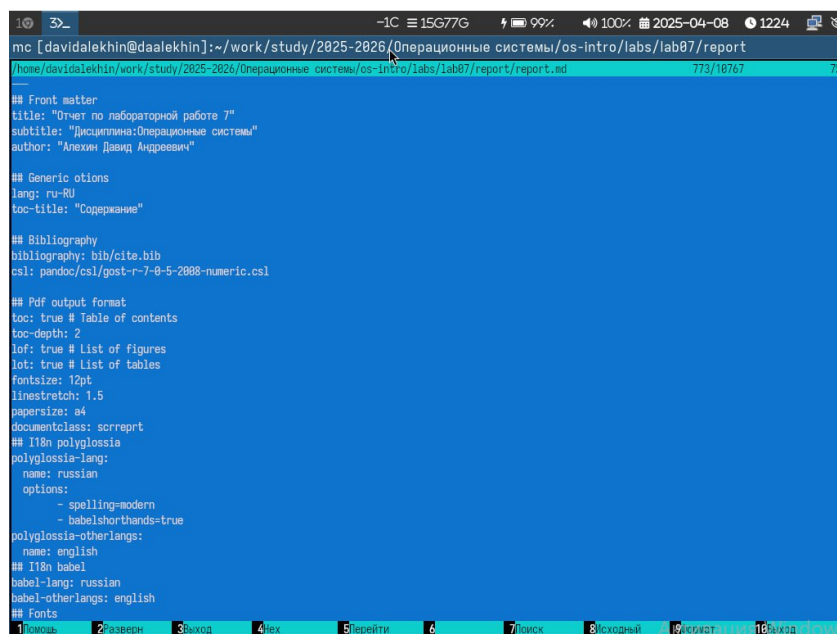 1 3>_ -1C 15G77G 99% 100% 2025-04-08 1224
mc [davidalekhin@daalekhin]:~/work/study/2025-2026/Операционные системы/os-intro/labs/lab07/report
/home/davidalekhin/work/study/2025-2026/Операционные системы/os-intro/labs/lab07/report/report.md 773/10767
---
## Front matter
title: "Отчет по лабораторной работе 7"
subtitle: "Дисциплина:Операционные системы"
author: "Алехин Давид Андреевич"
## Generic otions
lang: ru-RU
toc-title: "Содержание"
## Bibliography
bibliography: bib/cite.bib
csl: pandoc/csl/gost-r-7-0-5-2008-numeric.csl
## Pdf output format
toc: true # Table of contents
toc-depth: 2
lof: true # List of figures
lot: true # List of tables
fontsize: 12pt
linestretch: 1.5
papersize: a4
documentclass: scrreprt
## I18n polyglossia
polyglossia-lang:
name: russian
options:
- spelling=modern
- babelshorthands=true
polyglossia-otherlangs:
name: english
## I18n babel
babel-lang: russian
babel-otherlangs: english
## Fonts
1Помощь 2Разверн 3Выход 4Hex 5Перейти 6 7Поиск 8Исходный 9 10Выход